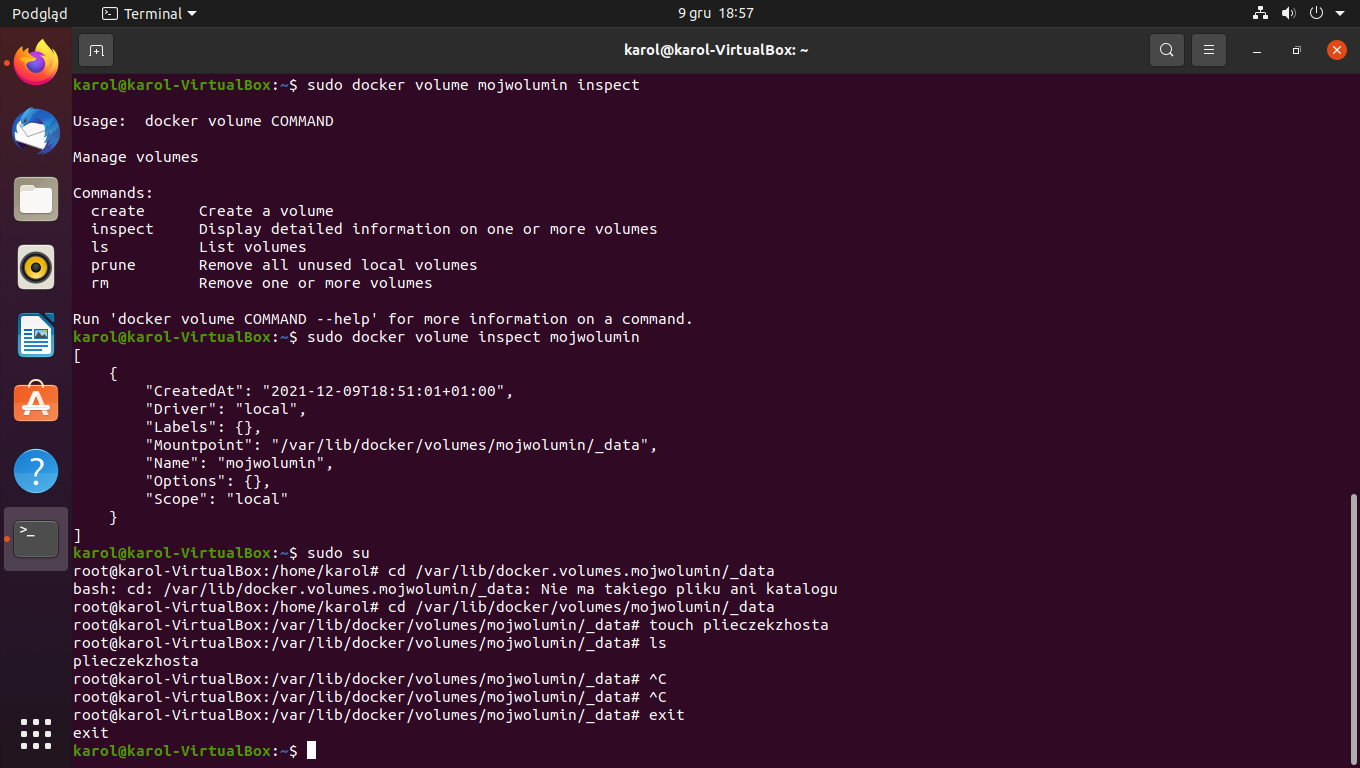 Podgląd Terminal 9 gru 18:57
karol@karol-VirtualBox: ~
karol@karol-VirtualBox:~$ sudo docker volume mojwolumin inspect
Usage:  docker volume COMMAND
Manage volumes
Commands:
  create      Create a volume
  inspect     Display detailed information on one or more volumes
  ls          List volumes
  prune       Remove all unused local volumes
  rm          Remove one or more volumes
Run 'docker volume COMMAND --help' for more information on a command.
karol@karol-VirtualBox:~$ sudo docker volume inspect mojwolumin
[
    {
        "CreatedAt": "2021-12-09T18:51:01+01:00",
        "Driver": "local",
        "Labels": {},
        "Mountpoint": "/var/lib/docker/volumes/mojwolumin/_data",
        "Name": "mojwolumin",
        "Options": {},
        "Scope": "local"
    }
]
karol@karol-VirtualBox:~$ sudo su
root@karol-VirtualBox:/home/karol# cd /var/lib/docker.volumes.mojwolumin/_data
bash: cd: /var/lib/docker.volumes.mojwolumin/_data: Nie ma takiego pliku ani katalogu
root@karol-VirtualBox:/home/karol# cd /var/lib/docker/volumes/mojwolumin/_data
root@karol-VirtualBox:/var/lib/docker/volumes/mojwolumin/_data# touch plieczekzhosta
root@karol-VirtualBox:/var/lib/docker/volumes/mojwolumin/_data# ls
plieczekzhosta
root@karol-VirtualBox:/var/lib/docker/volumes/mojwolumin/_data# ^C
root@karol-VirtualBox:/var/lib/docker/volumes/mojwolumin/_data# ^C
root@karol-VirtualBox:/var/lib/docker/volumes/mojwolumin/_data# exit
exit
karol@karol-VirtualBox:~$